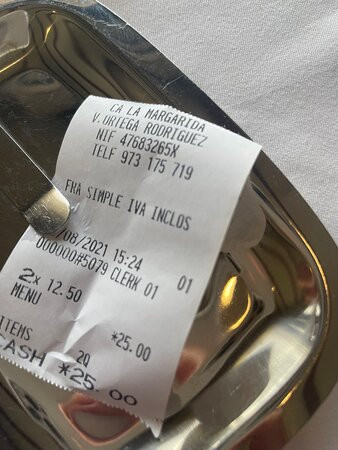 CA LA MARGARIDA
V.ORTEGA RODRIGUEZ
NIF 47683265X
TELF 973 175 719
FRA SIMPLE IVA INCLOS
/08/2021 15:24
000000#5079 CLERK 01 01
2x 12.50
MENU *25.00
ITEMS 2Q
CASH *25.00